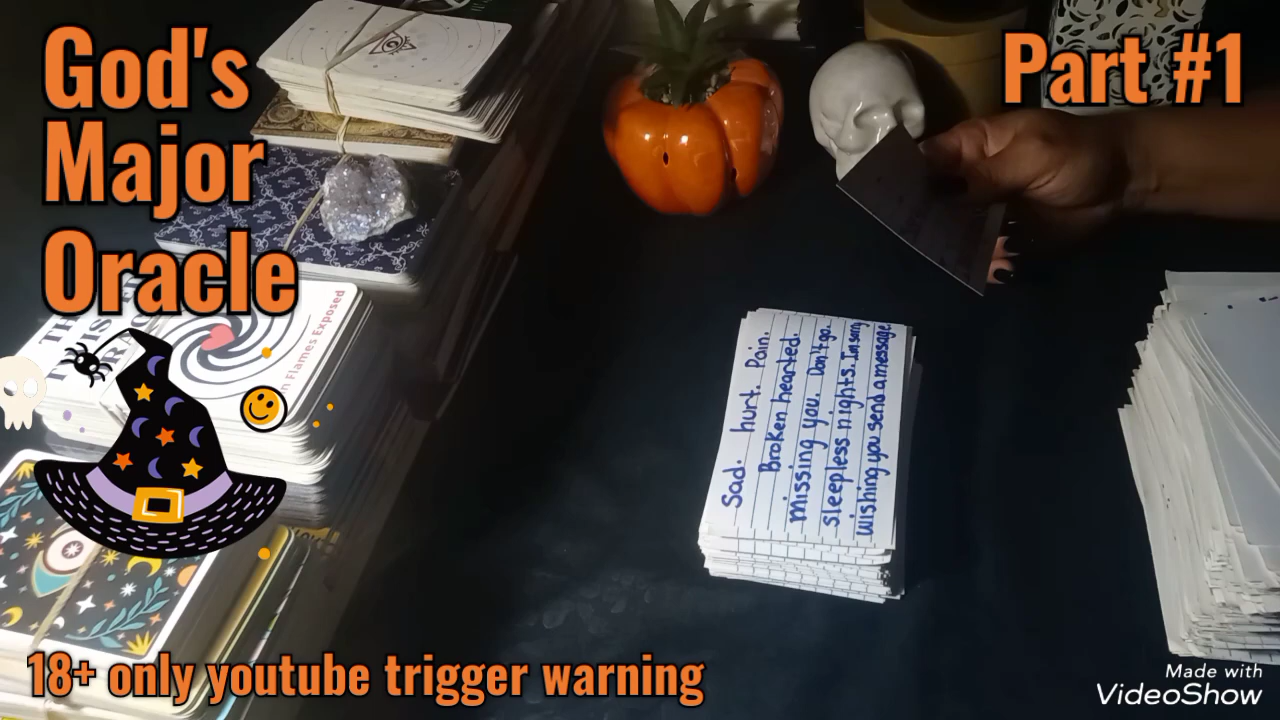 God's
Major
Oracle
Part #1
n Flames Exposed
Sad. hurt. Pain.
Broken hearted.
missing you. Don't go.
sleepless nights. Im sorry
wishing you send a message
18+ only youtube trigger warning
Made with
VideoShow